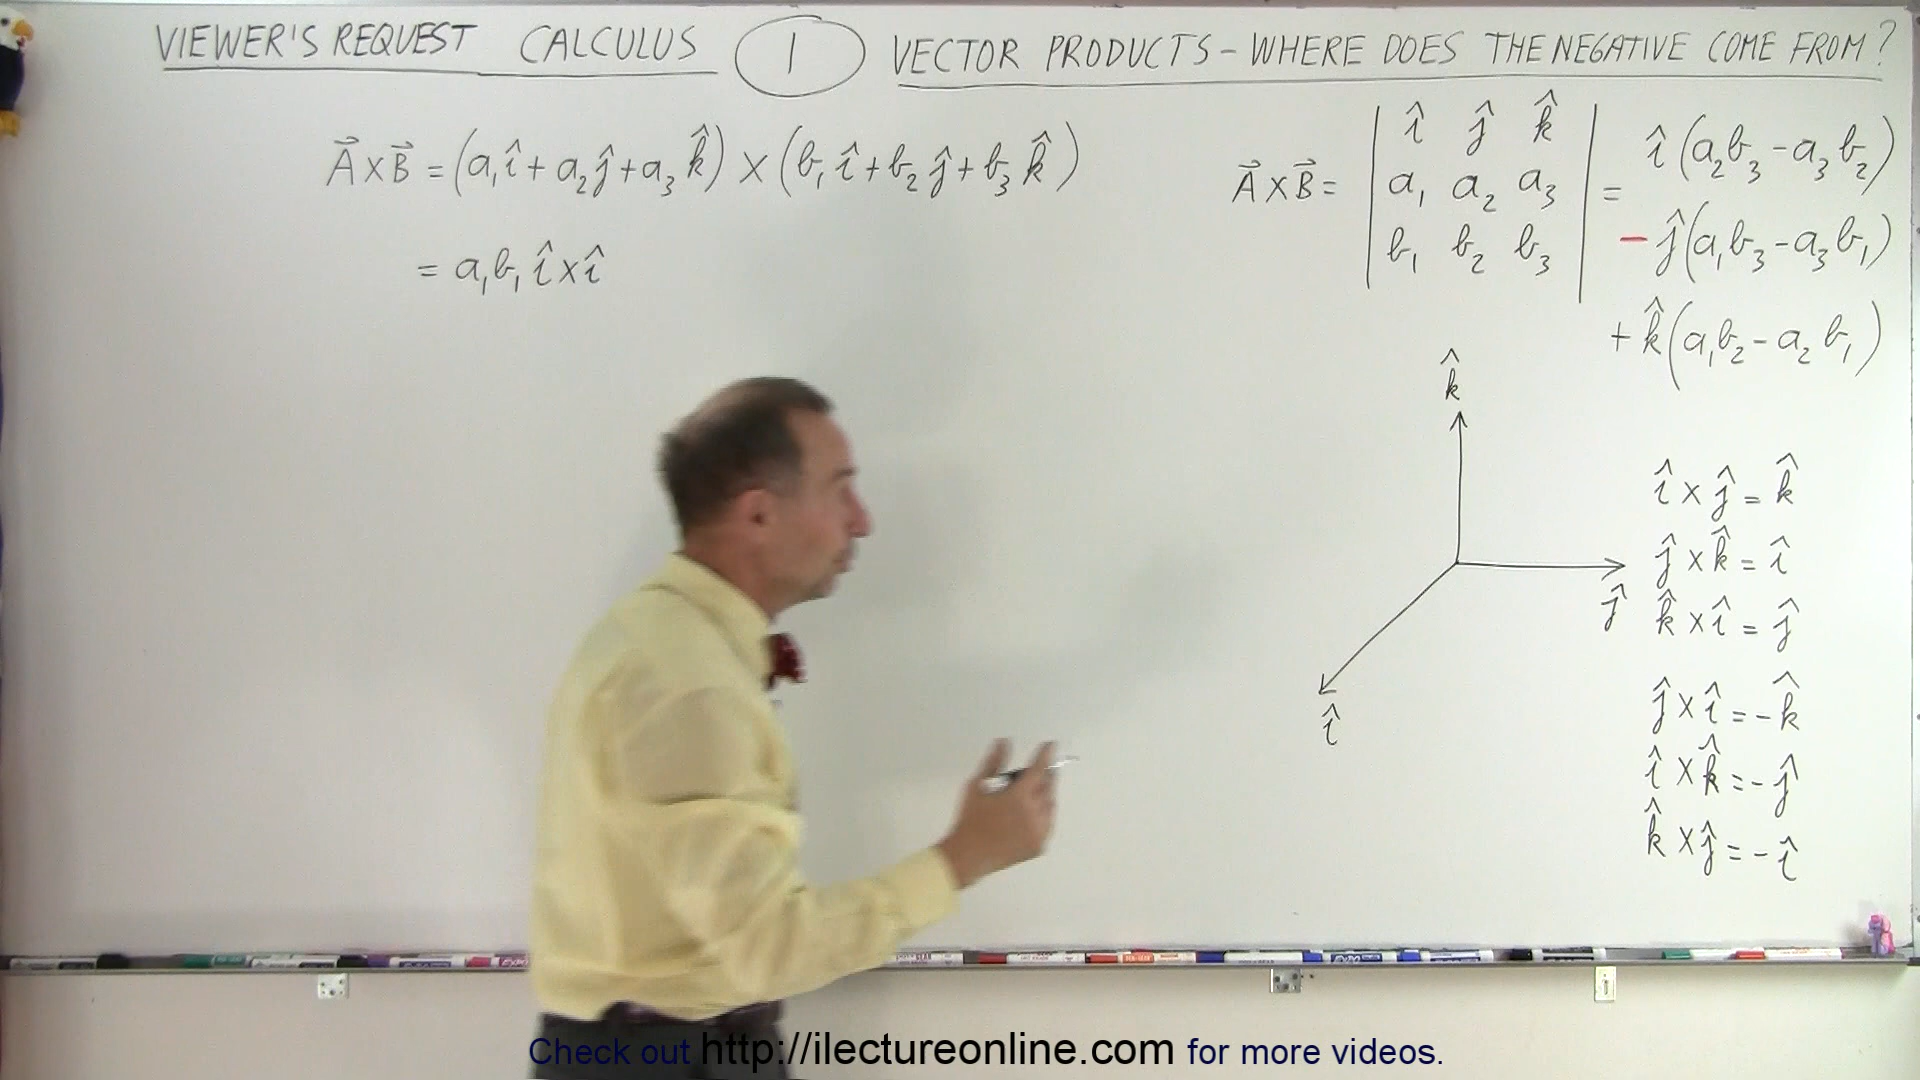 VIEWER'S REQUEST CALCULUS 1 VECTOR PRODUCTS – WHERE DOES THE NEGATIVE COME FROM?
A⃗ × B⃗ = (a₁î + a₂ĵ + a₃k̂) × (b₁î + b₂ĵ + b₃k̂)
= a₁b₁ î × î
î ĵ k̂
A⃗ × B⃗ = | a₁ a₂ a₃ | = î(a₂b₃ - a₃b₂)
b₁ b₂ b₃
- ĵ(a₁b₃ - a₃b₁)
+ k̂(a₁b₂ - a₂b₁)
k̂
ĵ
î
î × ĵ = k̂
ĵ × k̂ = î
k̂ × î = ĵ
ĵ × î = -k̂
î × k̂ = -ĵ
k̂ × ĵ = -î
Check out http://ilectureonline.com for more videos.